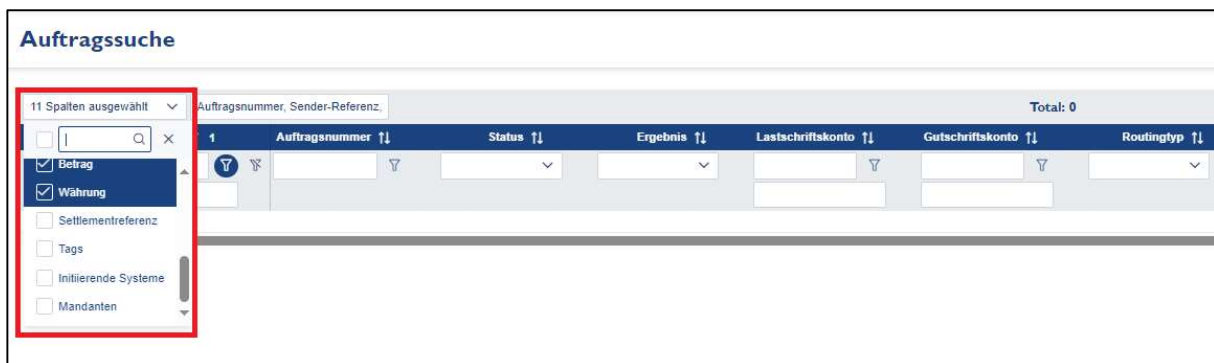 Auftragssuche
11 Spalten ausgewählt Auftragsnummer, Sender-Referenz, Total: 0
1 Auftragsnummer Status Ergebnis Lastschriftskonto Gutschriftskonto Routingtyp
Betrag
Währung
Settlementreferenz
Tags
Initiierende Systeme
Mandanten